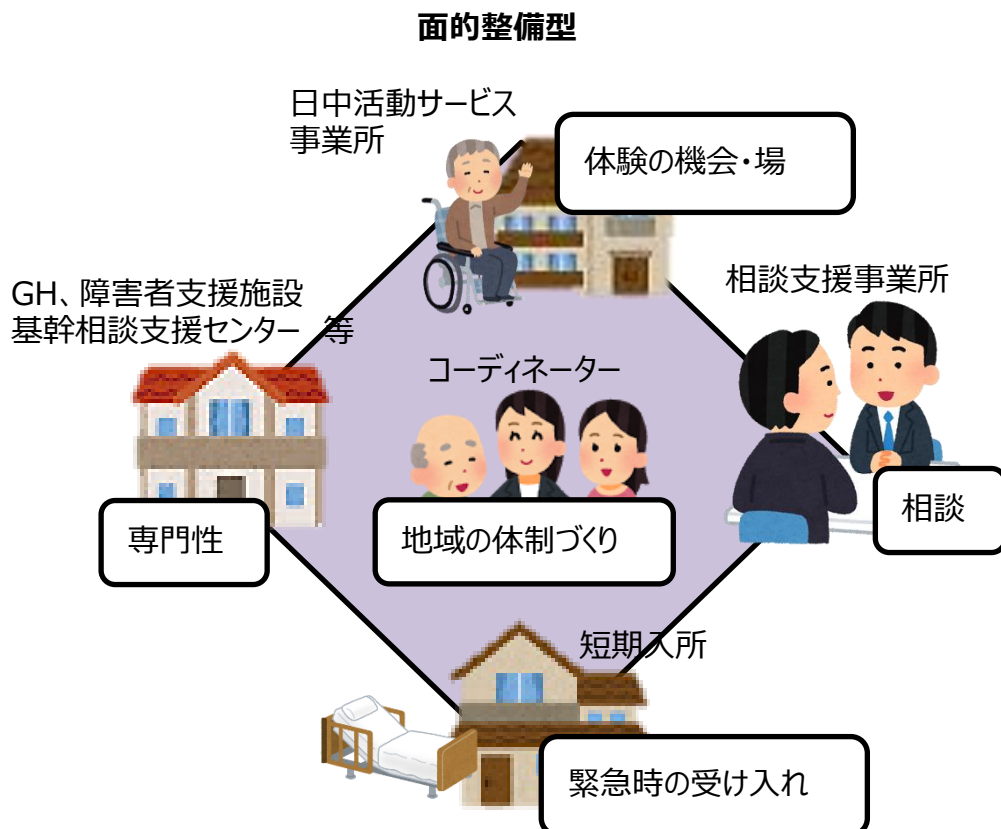 面的整備型
日中活動サービス
事業所
体験の機会・場
相談支援事業所
GH、障害者支援施設
基幹相談支援センター　等
コーディネーター
相談
専門性
地域の体制づくり
短期入所
緊急時の受け入れ